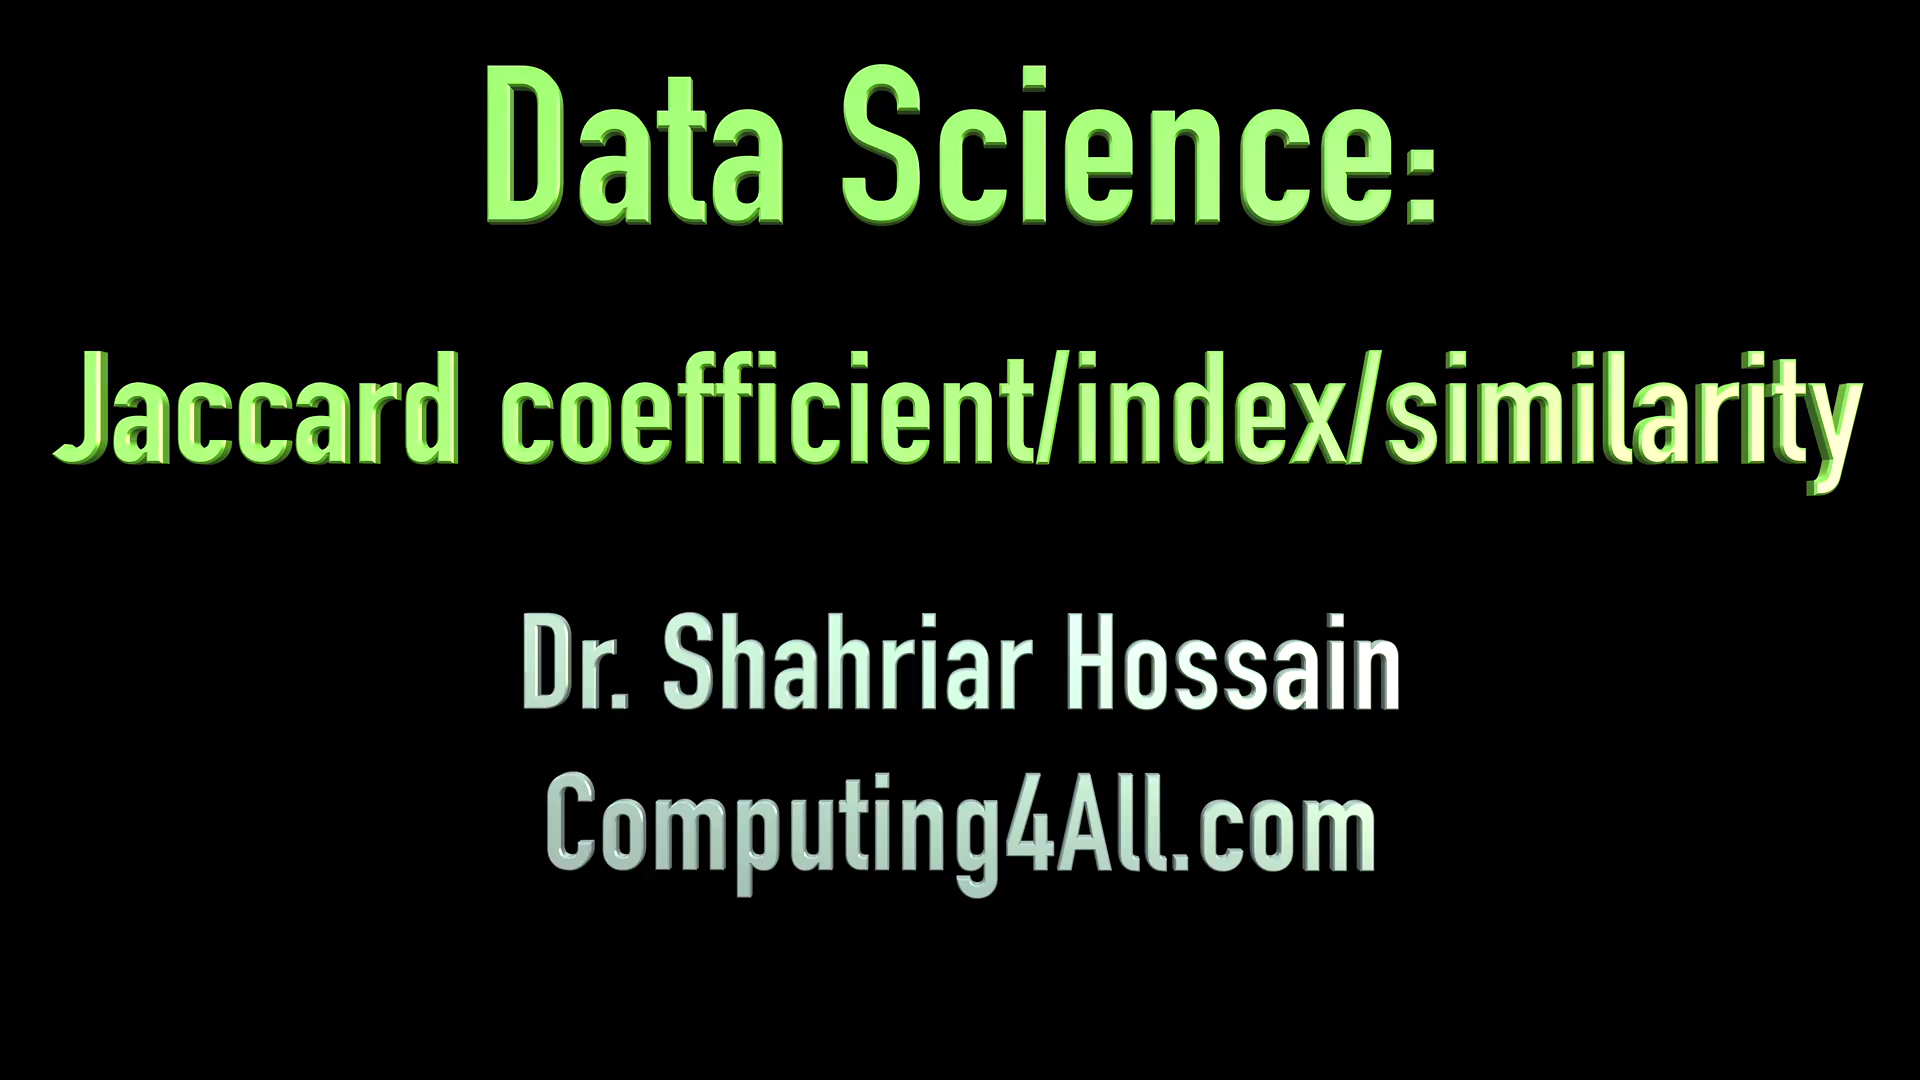 Data Science:
Jaccard coefficient/index/similarity
Dr. Shahriar Hossain
Computing4All.com